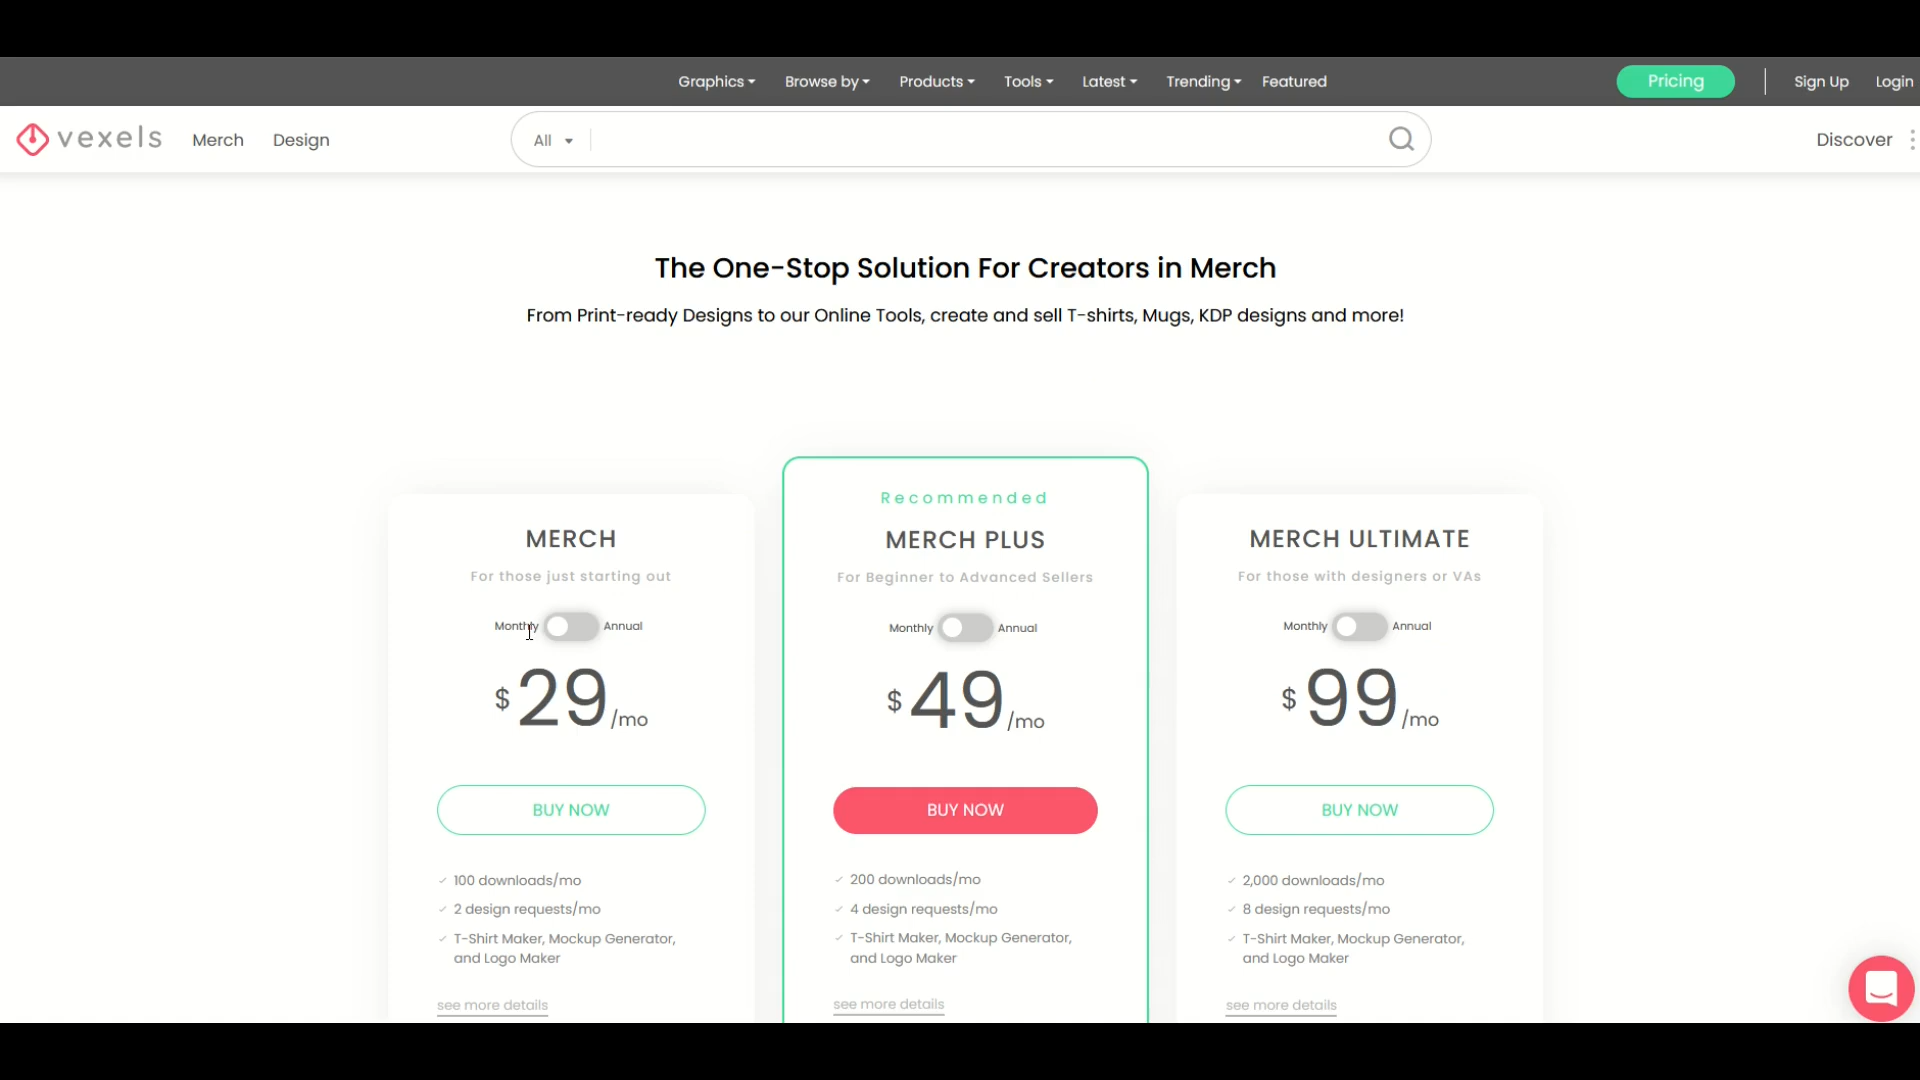 Graphics Browse by Products Tools Latest Trending Featured Pricing Sign Up Login
vexels Merch Design All Discover
The One-Stop Solution For Creators in Merch
From Print-ready Designs to our Online Tools, create and sell T-shirts, Mugs, KDP designs and more!
MERCH
For those just starting out
Monthly Annual
$29/mo
BUY NOW
100 downloads/mo
2 design requests/mo
T-Shirt Maker, Mockup Generator,
and Logo Maker
see more details
Recommended
MERCH PLUS
For Beginner to Advanced Sellers
Monthly Annual
$49/mo
BUY NOW
200 downloads/mo
4 design requests/mo
T-Shirt Maker, Mockup Generator,
and Logo Maker
see more details
MERCH ULTIMATE
For those with designers or VAs
Monthly Annual
$99/mo
BUY NOW
2,000 downloads/mo
8 design requests/mo
T-Shirt Maker, Mockup Generator,
and Logo Maker
see more details